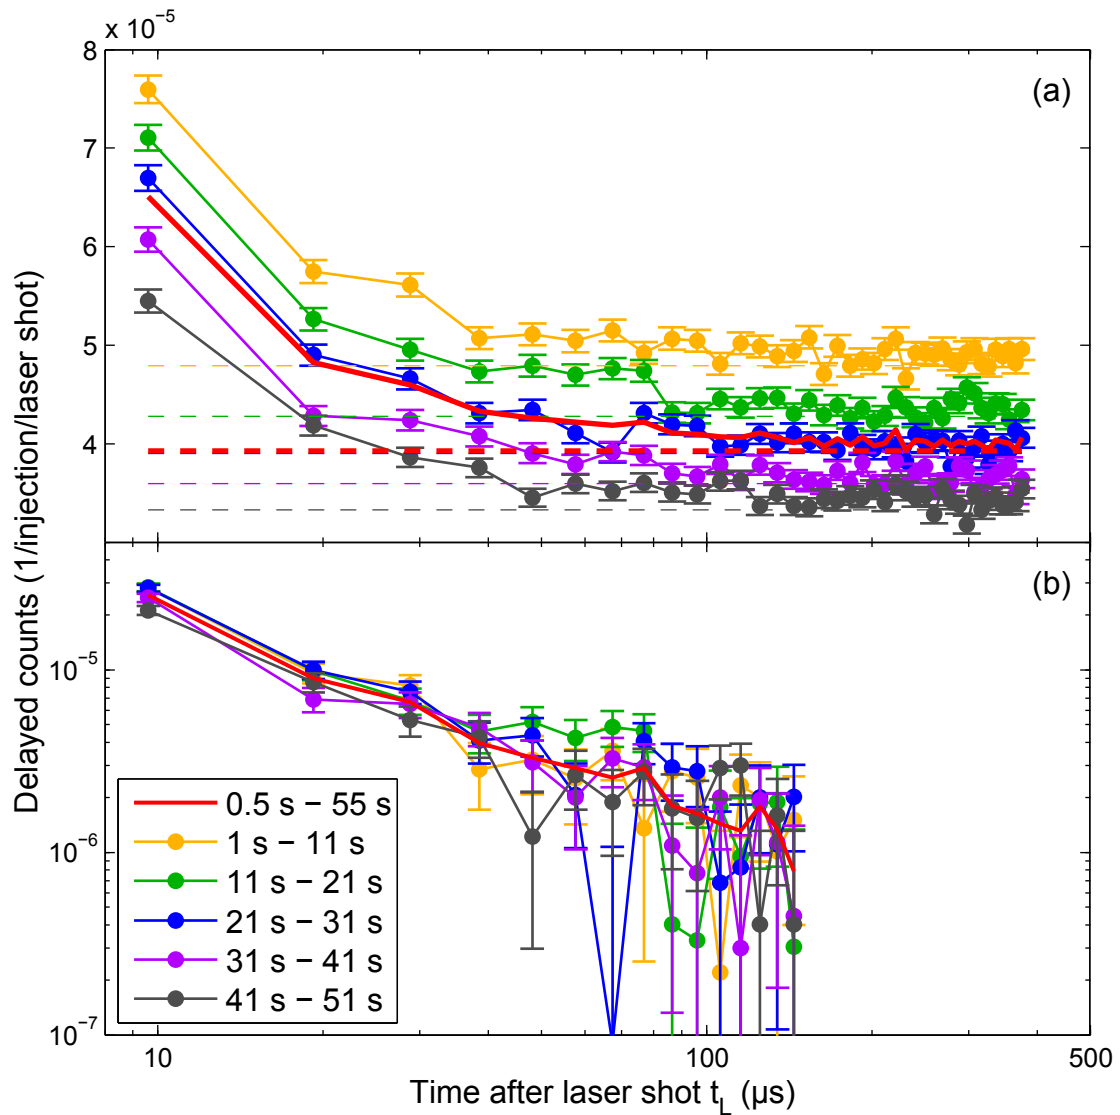 x 10⁻⁵
8
(a)
7
6
5
4
Delayed counts (1/injection/laser shot)
(b)
10⁻⁵
10⁻⁶
10⁻⁷
0.5 s − 55 s
1 s − 11 s
11 s − 21 s
21 s − 31 s
31 s − 41 s
41 s − 51 s
10 100 500
Time after laser shot t_L (μs)